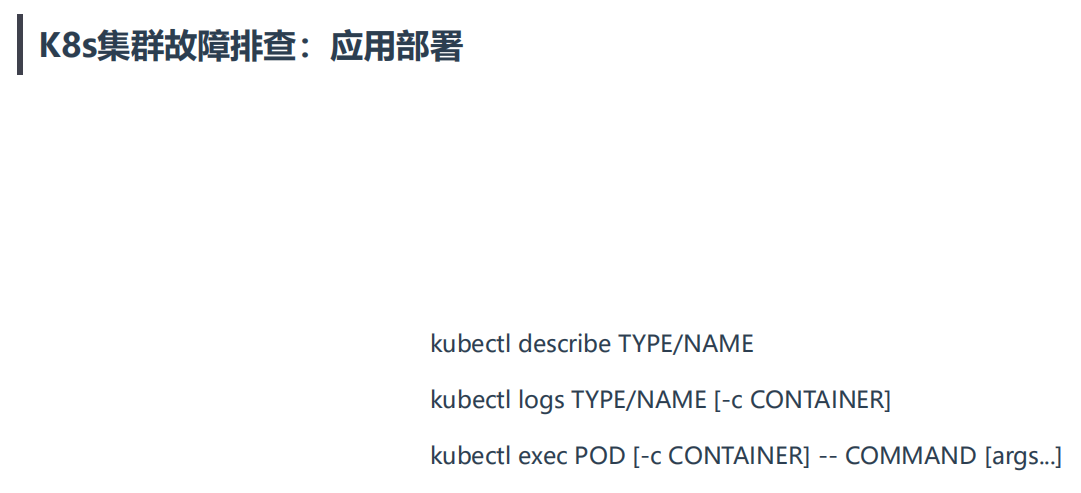 K8s集群故障排查：应用部署
kubectl describe TYPE/NAME
kubectl logs TYPE/NAME [-c CONTAINER]
kubectl exec POD [-c CONTAINER] -- COMMAND [args...]